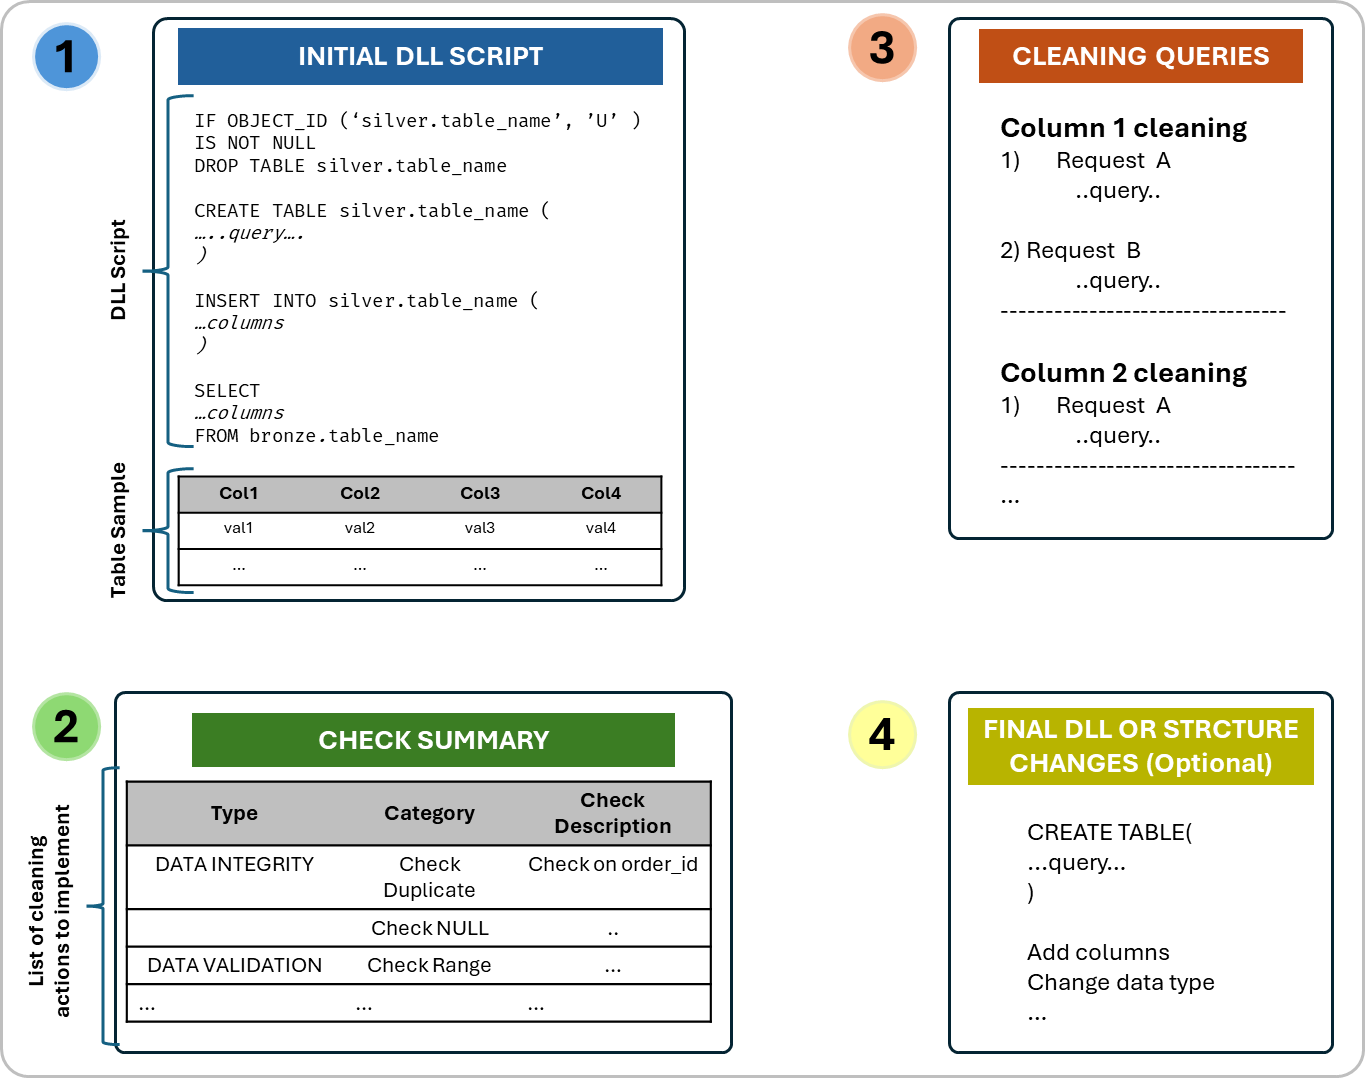 1
INITIAL DLL SCRIPT
DLL Script
IF OBJECT_ID (‘silver.table_name’, ’U’ )
IS NOT NULL
DROP TABLE silver.table_name
CREATE TABLE silver.table_name (
…..query….
)
INSERT INTO silver.table_name (
…columns
)
SELECT
…columns
FROM bronze.table_name
Table Sample
Col1 Col2 Col3 Col4
val1 val2 val3 val4
... ... ... ...
2
CHECK SUMMARY
List of cleaning
actions to implement
Type Category Check
Description
DATA INTEGRITY Check
Duplicate Check on order_id
Check NULL ..
DATA VALIDATION Check Range ...
... ... ...
3
CLEANING QUERIES
Column 1 cleaning
1) Request A
..query..
2) Request B
..query..
--------------------------------
Column 2 cleaning
1) Request A
..query..
---------------------------------
...
4
FINAL DLL OR STRCTURE
CHANGES (Optional)
CREATE TABLE(
...query...
)
Add columns
Change data type
...